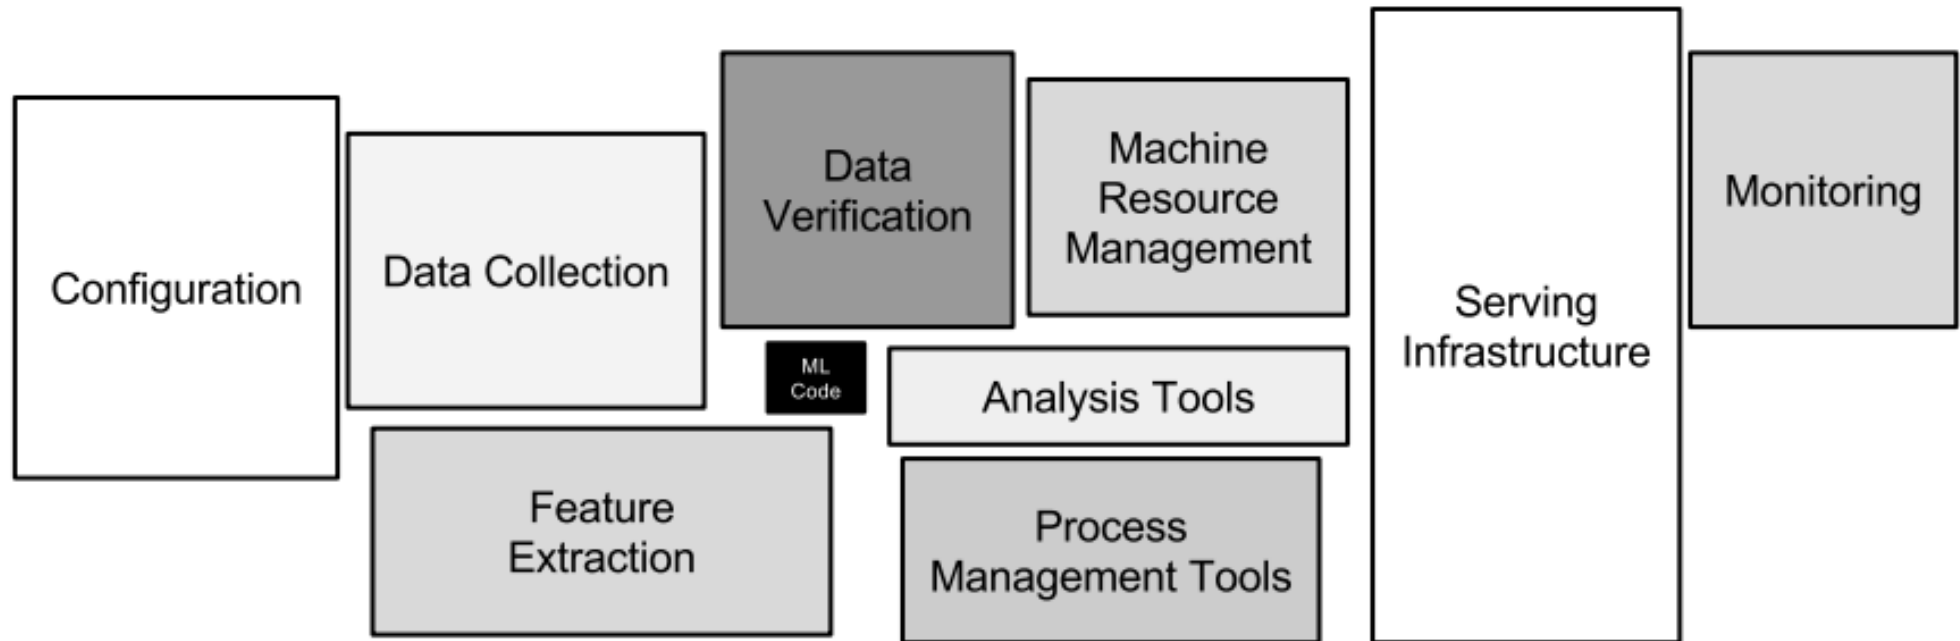 Configuration
Data Collection
Feature
Extraction
Data
Verification
ML
Code
Machine
Resource
Management
Analysis Tools
Process
Management Tools
Serving
Infrastructure
Monitoring